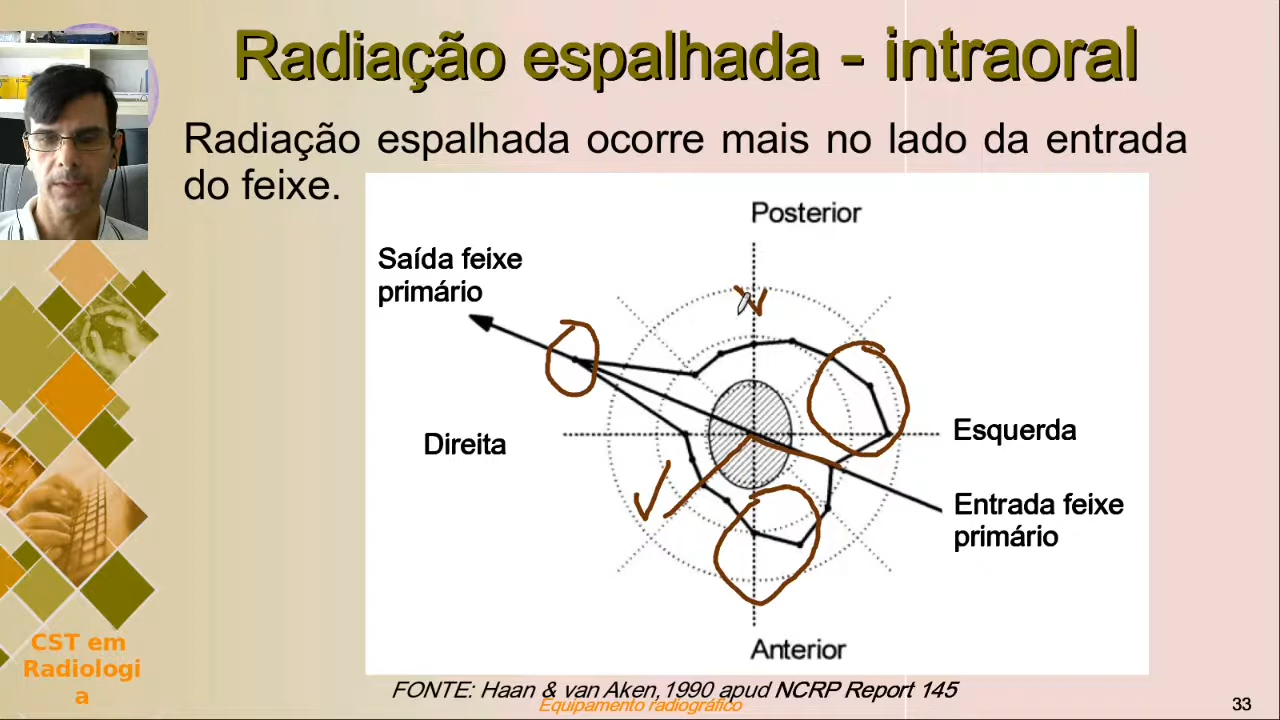 Radiação espalhada - intraoral
Radiação espalhada ocorre mais no lado da entrada
do feixe.
Posterior
Saída feixe
primário
Direita
Esquerda
Entrada feixe
primário
Anterior
CST em
Radiologi
a
FONTE: Haan & van Aken,1990 apud NCRP Report 145
Equipamento radiográfico
33